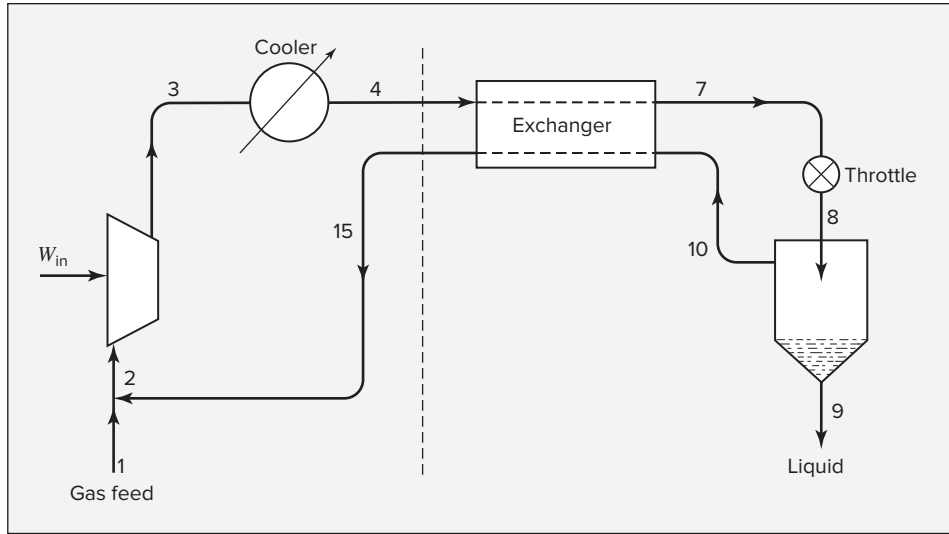 Cooler
3
4
7
Exchanger
Throttle
8
15
10
W_in
2
9
1
Liquid
Gas feed